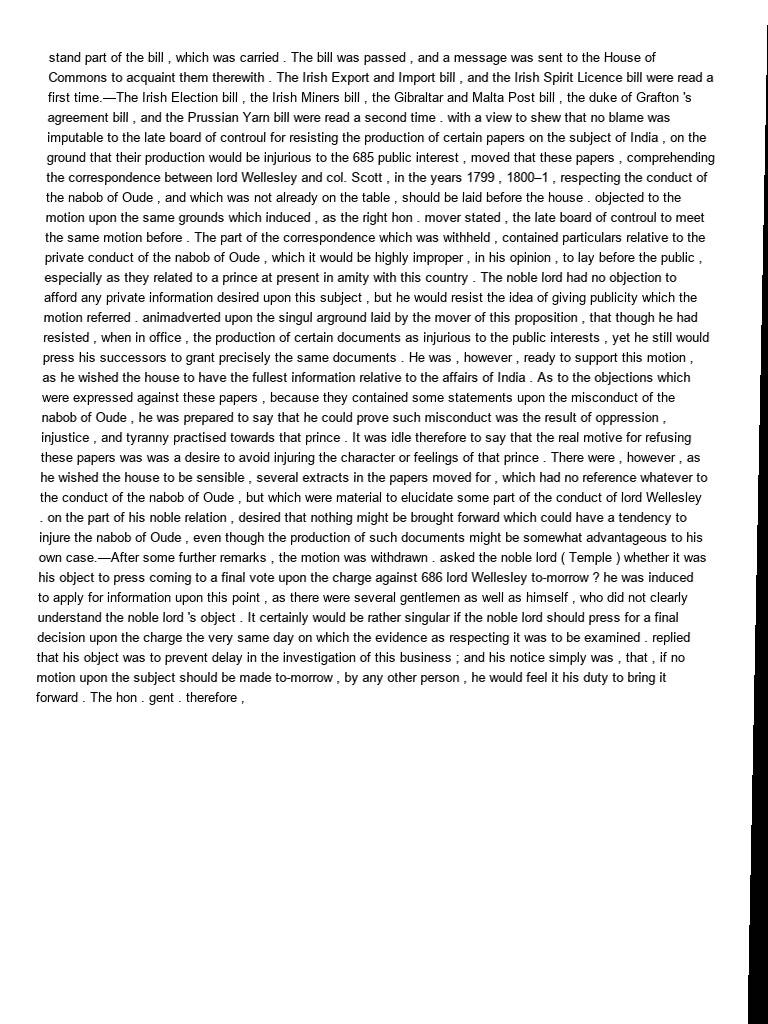 stand part of the bill , which was carried . The bill was passed , and a message was sent to the House of
Commons to acquaint them therewith . The Irish Export and Import bill , and the Irish Spirit Licence bill were read a
first time.—The Irish Election bill , the Irish Miners bill , the Gibraltar and Malta Post bill , the duke of Grafton 's
agreement bill , and the Prussian Yarn bill were read a second time . with a view to shew that no blame was
imputable to the late board of controul for resisting the production of certain papers on the subject of India , on the
ground that their production would be injurious to the 685 public interest , moved that these papers , comprehending
the correspondence between lord Wellesley and col. Scott , in the years 1799 , 1800–1 , respecting the conduct of
the nabob of Oude , and which was not already on the table , should be laid before the house . objected to the
motion upon the same grounds which induced , as the right hon . mover stated , the late board of controul to meet
the same motion before . The part of the correspondence which was withheld , contained particulars relative to the
private conduct of the nabob of Oude , which it would be highly improper , in his opinion , to lay before the public ,
especially as they related to a prince at present in amity with this country . The noble lord had no objection to
afford any private information desired upon this subject , but he would resist the idea of giving publicity which the
motion referred . animadverted upon the singul arground laid by the mover of this proposition , that though he had
resisted , when in office , the production of certain documents as injurious to the public interests , yet he still would
press his successors to grant precisely the same documents . He was , however , ready to support this motion ,
as he wished the house to have the fullest information relative to the affairs of India . As to the objections which
were expressed against these papers , because they contained some statements upon the misconduct of the
nabob of Oude , he was prepared to say that he could prove such misconduct was the result of oppression ,
injustice , and tyranny practised towards that prince . It was idle therefore to say that the real motive for refusing
these papers was was a desire to avoid injuring the character or feelings of that prince . There were , however , as
he wished the house to be sensible , several extracts in the papers moved for , which had no reference whatever to
the conduct of the nabob of Oude , but which were material to elucidate some part of the conduct of lord Wellesley
. on the part of his noble relation , desired that nothing might be brought forward which could have a tendency to
injure the nabob of Oude , even though the production of such documents might be somewhat advantageous to his
own case.—After some further remarks , the motion was withdrawn . asked the noble lord ( Temple ) whether it was
his object to press coming to a final vote upon the charge against 686 lord Wellesley to-morrow ? he was induced
to apply for information upon this point , as there were several gentlemen as well as himself , who did not clearly
understand the noble lord 's object . It certainly would be rather singular if the noble lord should press for a final
decision upon the charge the very same day on which the evidence as respecting it was to be examined . replied
that his object was to prevent delay in the investigation of this business ; and his notice simply was , that , if no
motion upon the subject should be made to-morrow , by any other person , he would feel it his duty to bring it
forward . The hon . gent . therefore ,